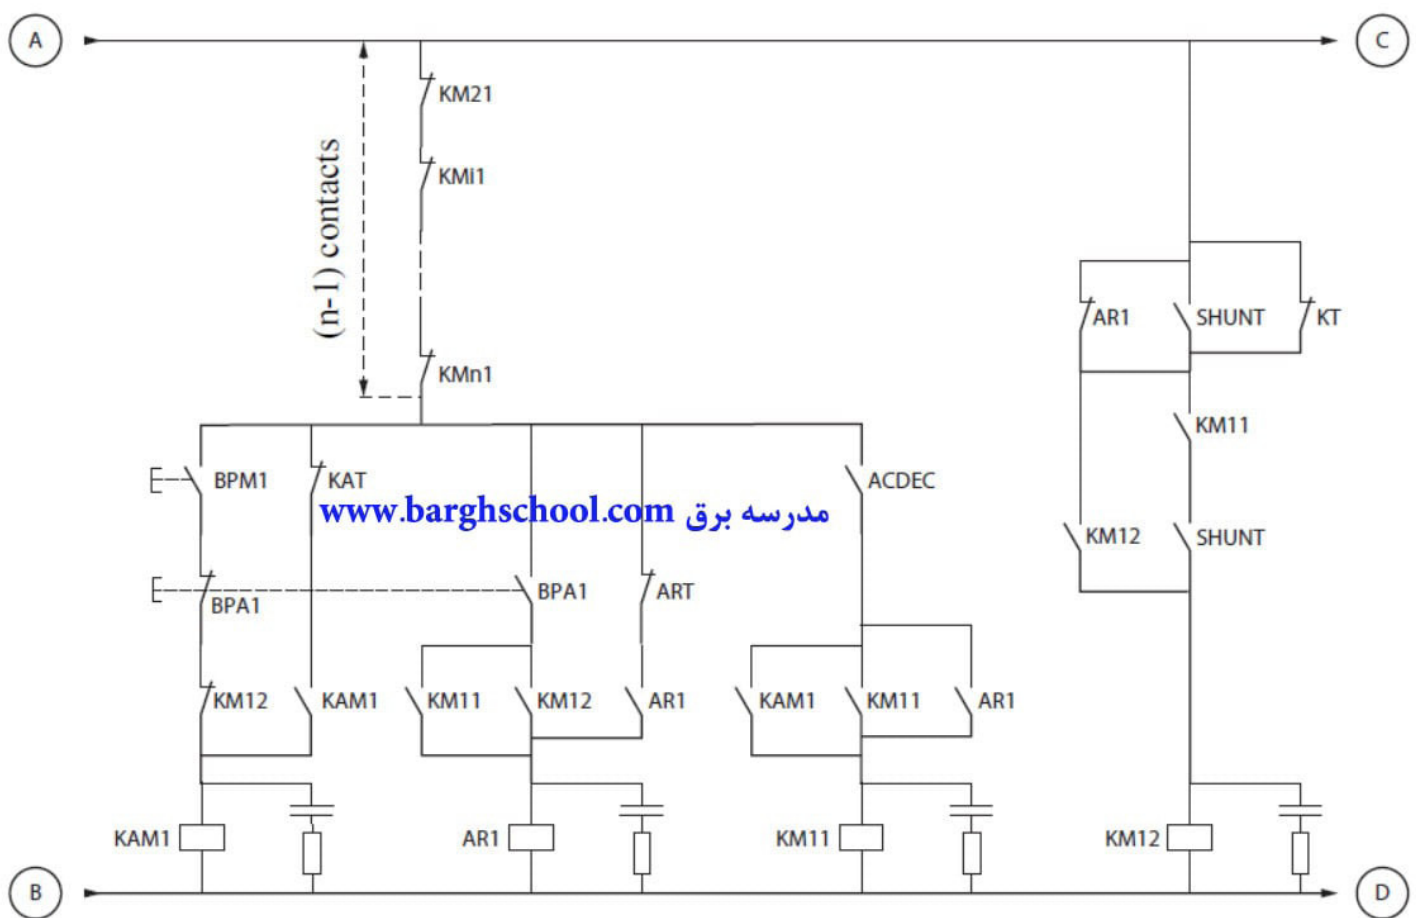 A
C
KM21
KMi1
(n-1) contacts
AR1
SHUNT
KT
KMn1
KM11
BPM1
KAT
ACDEC
www.barghschool.com مدرسه برق
KM12
SHUNT
BPA1
BPA1
ART
KM12
KAM1
KM11
KM12
AR1
KAM1
KM11
AR1
KAM1
AR1
KM11
KM12
B
D